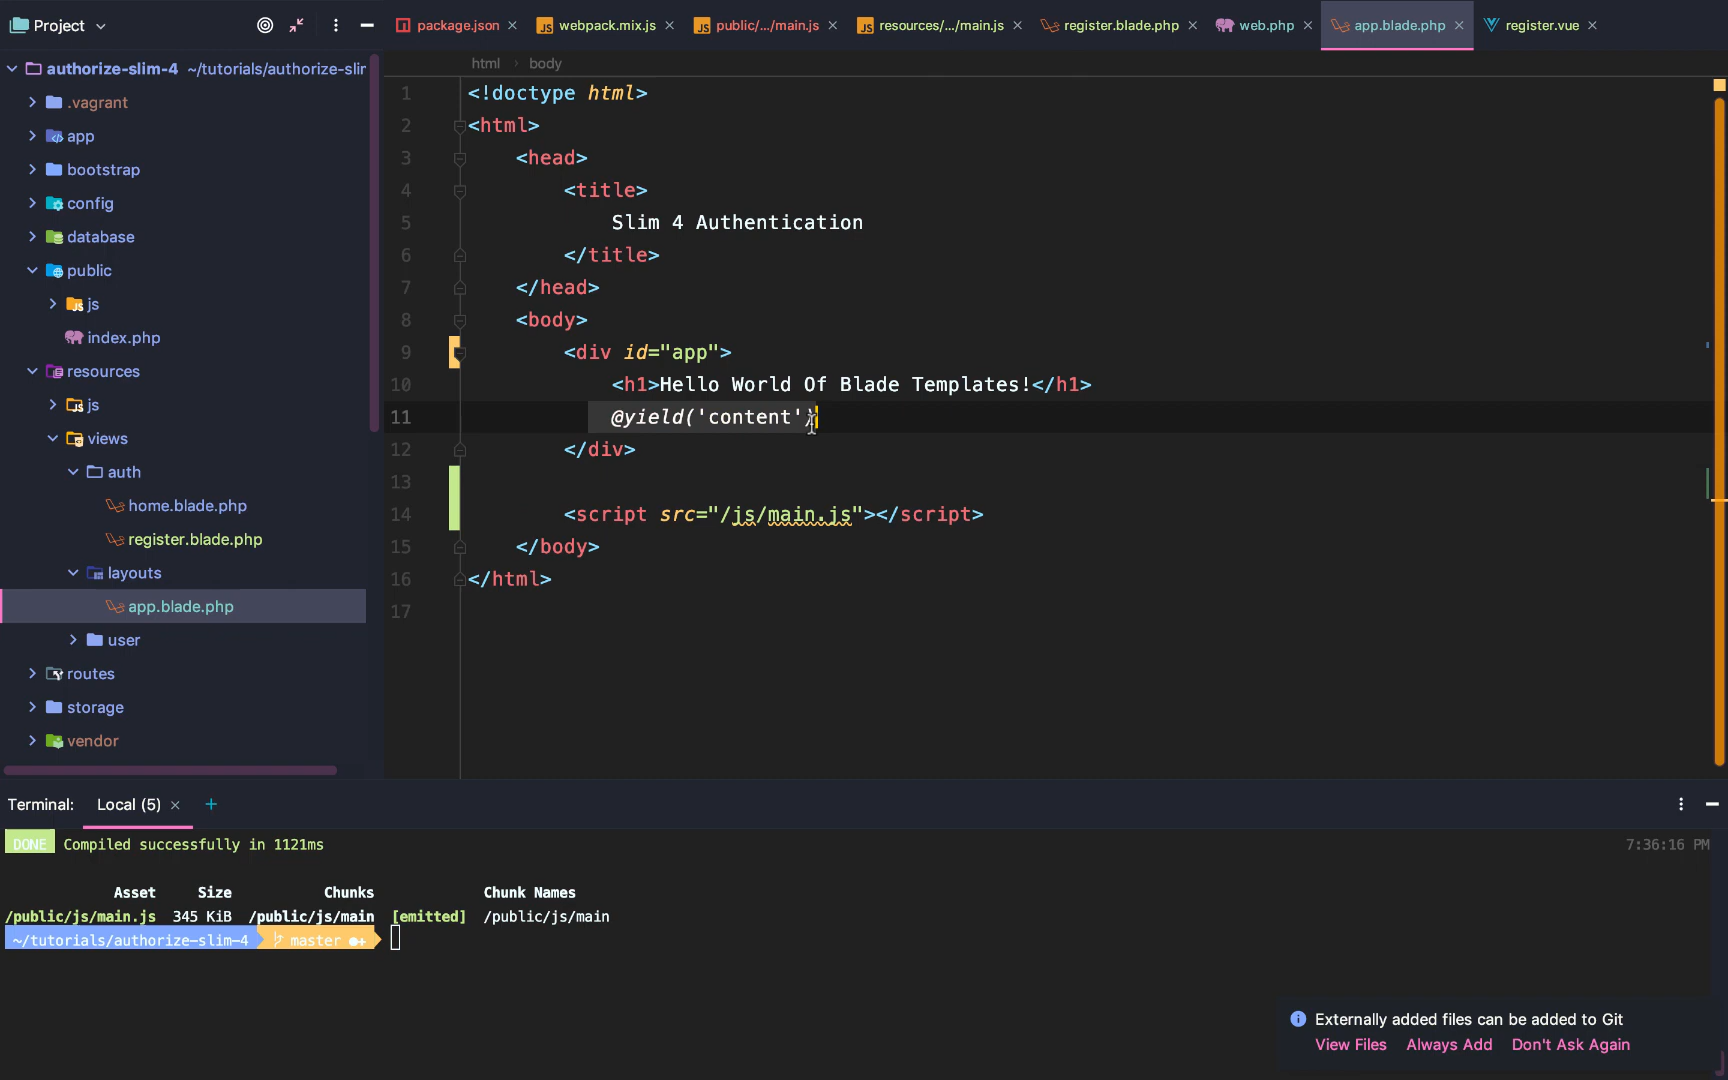 Project
package.json
webpack.mix.js
public/.../main.js
resources/.../main.js
register.blade.php
web.php
app.blade.php
register.vue
authorize-slim-4 ~/tutorials/authorize-slir
.vagrant
app
bootstrap
config
database
public
js
index.php
resources
js
views
auth
home.blade.php
register.blade.php
layouts
app.blade.php
user
routes
storage
vendor
html body
1 <!doctype html>
2 <html>
3 <head>
4 <title>
5 Slim 4 Authentication
6 </title>
7 </head>
8 <body>
9 <div id="app">
10 <h1>Hello World Of Blade Templates!</h1>
11 @yield('content')
12 </div>
13
14 <script src="/js/main.js"></script>
15 </body>
16 </html>
17
Terminal: Local (5)
DONE Compiled successfully in 1121ms 7:36:16 PM
Asset Size Chunks Chunk Names
/public/js/main.js 345 KiB /public/js/main [emitted] /public/js/main
~/tutorials/authorize-slim-4 master
Externally added files can be added to Git
View Files Always Add Don't Ask Again